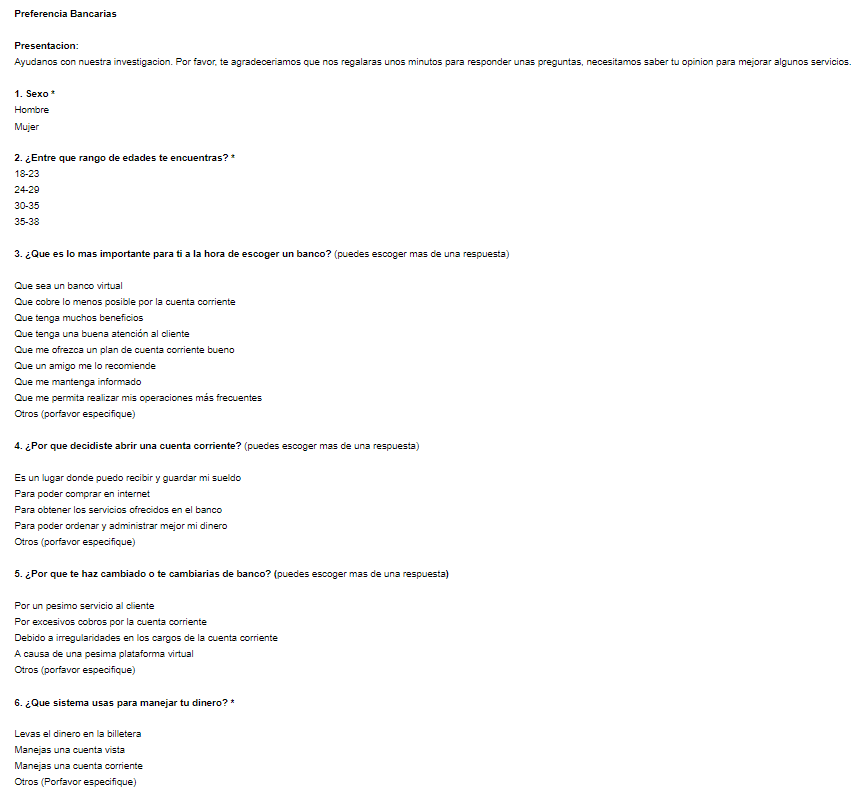 Preferencia Bancarias
Presentacion:
Ayudanos con nuestra investigacion. Por favor, te agradeceriamos que nos regalaras unos minutos para responder unas preguntas, necesitamos saber tu opinion para mejorar algunos servicios.
1. Sexo *
Hombre
Mujer
2. ¿Entre que rango de edades te encuentras? *
18-23
24-29
30-35
35-38
3. ¿Que es lo mas importante para ti a la hora de escoger un banco? (puedes escoger mas de una respuesta)
Que sea un banco virtual
Que cobre lo menos posible por la cuenta corriente
Que tenga muchos beneficios
Que tenga una buena atención al cliente
Que me ofrezca un plan de cuenta corriente bueno
Que un amigo me lo recomiende
Que me mantenga informado
Que me permita realizar mis operaciones más frecuentes
Otros (porfavor especifique)
4. ¿Por que decidiste abrir una cuenta corriente? (puedes escoger mas de una respuesta)
Es un lugar donde puedo recibir y guardar mi sueldo
Para poder comprar en internet
Para obtener los servicios ofrecidos en el banco
Para poder ordenar y administrar mejor mi dinero
Otros (porfavor especifique)
5. ¿Por que te haz cambiado o te cambiarias de banco? (puedes escoger mas de una respuesta)
Por un pesimo servicio al cliente
Por excesivos cobros por la cuenta corriente
Debido a irregularidades en los cargos de la cuenta corriente
A causa de una pesima plataforma virtual
Otros (porfavor especifique)
6. ¿Que sistema usas para manejar tu dinero? *
Levas el dinero en la billetera
Manejas una cuenta vista
Manejas una cuenta corriente
Otros (Porfavor especifique)